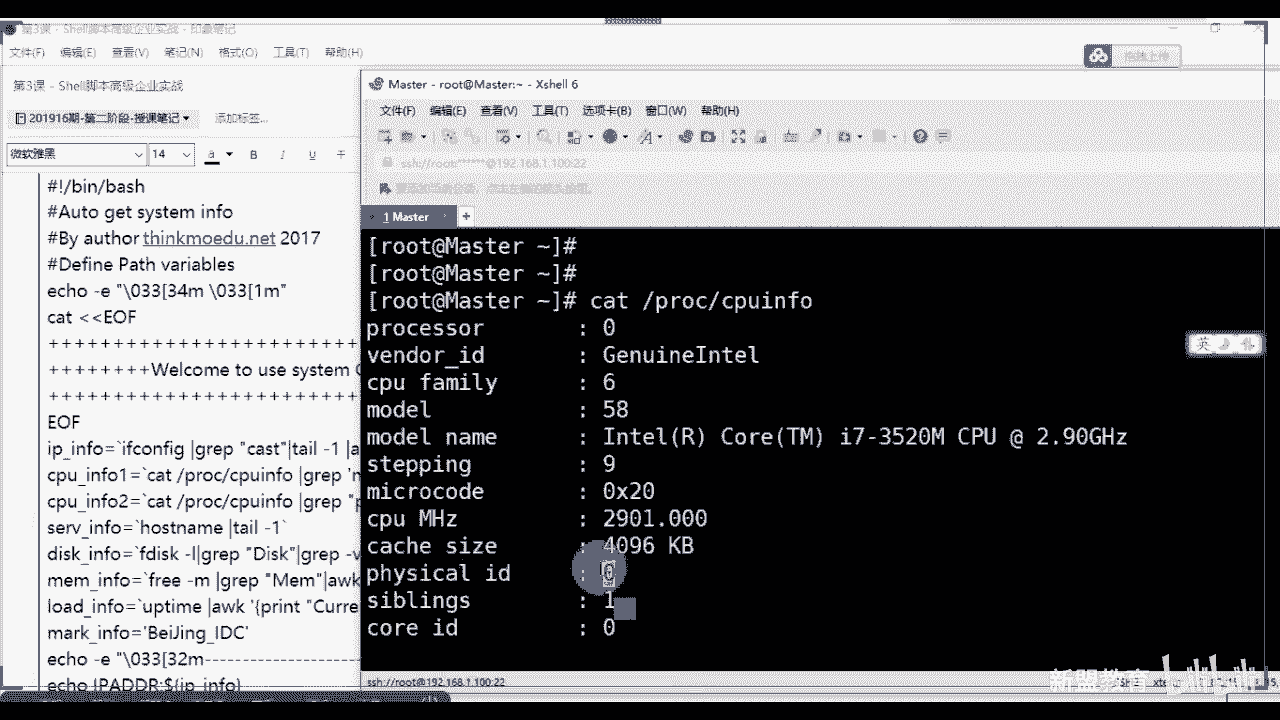 第3课 - Shell脚本高级企业实战 - 印象笔记
文件(F) 编辑(E) 查看(V) 笔记(N) 格式(O) 工具(T) 帮助(H)
第3课 - Shell脚本高级企业实战
201916期-第二阶段-授课笔记
添加标签...
微软雅黑 14 a B I U
#!/bin/bash
#Auto get system info
#By author thinkmoedu.net 2017
#Define Path variables
echo -e "\033[34m \033[1m"
cat <<EOF
++++++++++++++++++++++++
++++++++Welcome to use system
++++++++++++++++++++++++
EOF
ip_info=`ifconfig |grep "cast"|tail -1 |a
cpu_info1=`cat /proc/cpuinfo |grep '
cpu_info2=`cat /proc/cpuinfo |grep "
serv_info=`hostname |tail -1`
disk_info=`fdisk -l|grep "Disk"|grep -v
mem_info=`free -m |grep "Mem"|awk
load_info=`uptime |awk '{print "Curre
mark_info='BeiJing_IDC'
echo -e "\033[32m--------------------
echo IPADDR:${ip_info}
Master - root@Master:~ - Xshell 6
文件(F) 编辑(E) 查看(V) 工具(T) 选项卡(B) 窗口(W) 帮助(H)
ssh://root:******@192.168.1.100:22
1 Master
[root@Master ~]#
[root@Master ~]#
[root@Master ~]# cat /proc/cpuinfo
processor : 0
vendor_id : GenuineIntel
cpu family : 6
model : 58
model name : Intel(R) Core(TM) i7-3520M CPU @ 2.90GHz
stepping : 9
microcode : 0x20
cpu MHz : 2901.000
cache size : 4096 KB
physical id : 0
siblings : 1
core id : 0
ssh://root@192.168.1.100:22
英
新盟教育